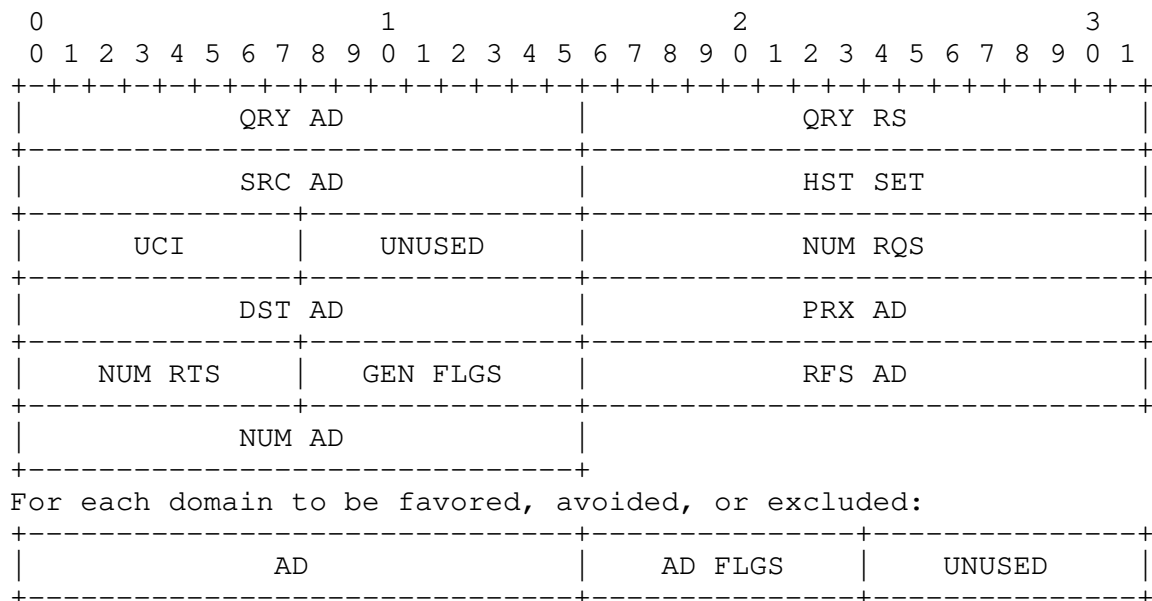 0                   1                   2                   3
 0 1 2 3 4 5 6 7 8 9 0 1 2 3 4 5 6 7 8 9 0 1 2 3 4 5 6 7 8 9 0 1
+-+-+-+-+-+-+-+-+-+-+-+-+-+-+-+-+-+-+-+-+-+-+-+-+-+-+-+-+-+-+-+-+
|            QRY AD             |            QRY RS             |
+-------------------------------+-------------------------------+
|            SRC AD             |            HST SET            |
+---------------+---------------+-------------------------------+
|      UCI      |    UNUSED     |            NUM RQS            |
+---------------+---------------+-------------------------------+
|            DST AD             |            PRX AD             |
+---------------+---------------+-------------------------------+
|    NUM RTS    |   GEN FLGS    |            RFS AD             |
+---------------+---------------+-------------------------------+
|            NUM AD             |
+-------------------------------+
For each domain to be favored, avoided, or excluded:
+-------------------------------+---------------+---------------+
|              AD               |    AD FLGS    |    UNUSED     |
+-------------------------------+---------------+---------------+